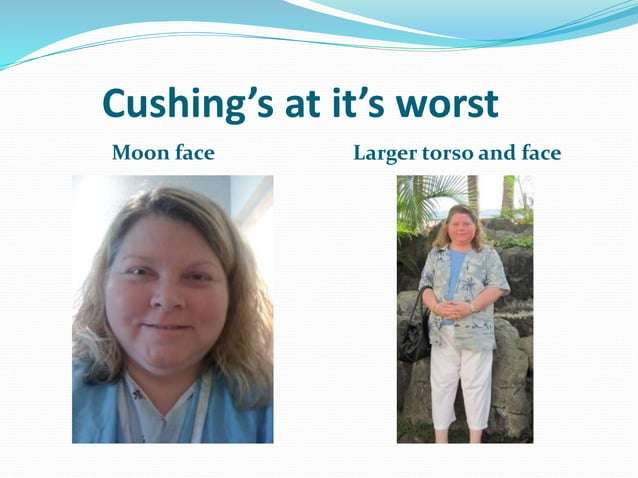 Cushing’s at it’s worst
Moon face
Larger torso and face